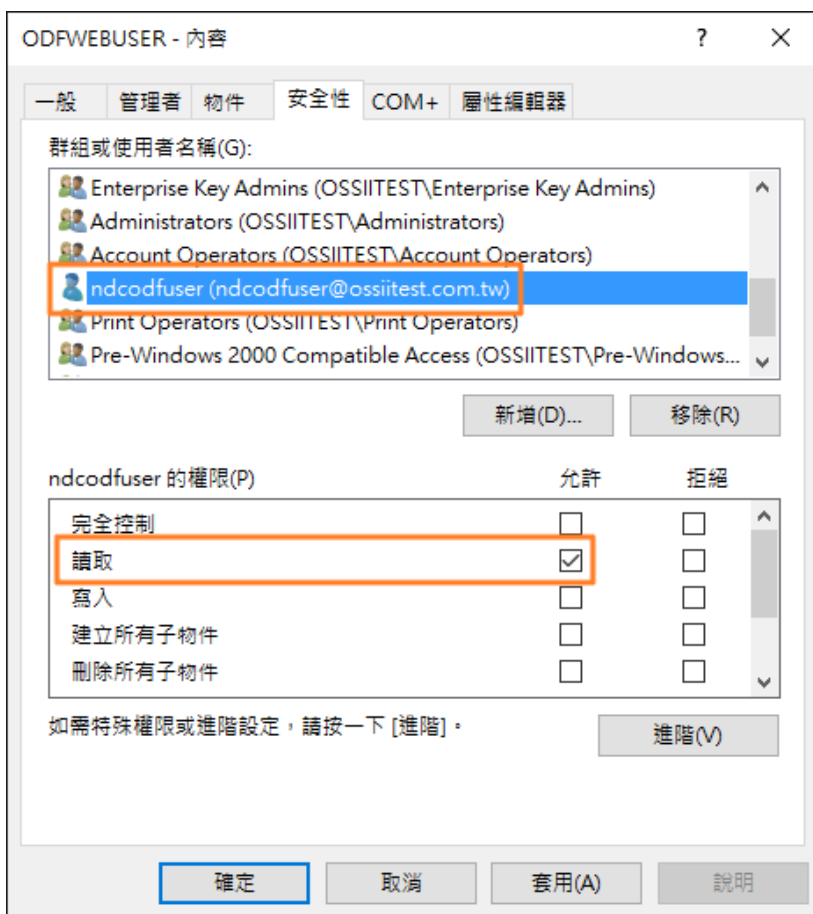 ODFWEBUSER - 內容 ?
一般 管理者 物件 安全性 COM+ 屬性編輯器
群組或使用者名稱(G):
Enterprise Key Admins (OSSIITEST\Enterprise Key Admins)
Administrators (OSSIITEST\Administrators)
Account Operators (OSSIITEST\Account Operators)
ndcodfuser (ndcodfuser@ossiitest.com.tw)
Print Operators (OSSIITEST\Print Operators)
Pre-Windows 2000 Compatible Access (OSSIITEST\Pre-Windows...
新增(D)... 移除(R)
ndcodfuser 的權限(P) 允許 拒絕
完全控制
讀取
寫入
建立所有子物件
刪除所有子物件
如需特殊權限或進階設定，請按一下 [進階]。 進階(V)
確定 取消 套用(A) 說明